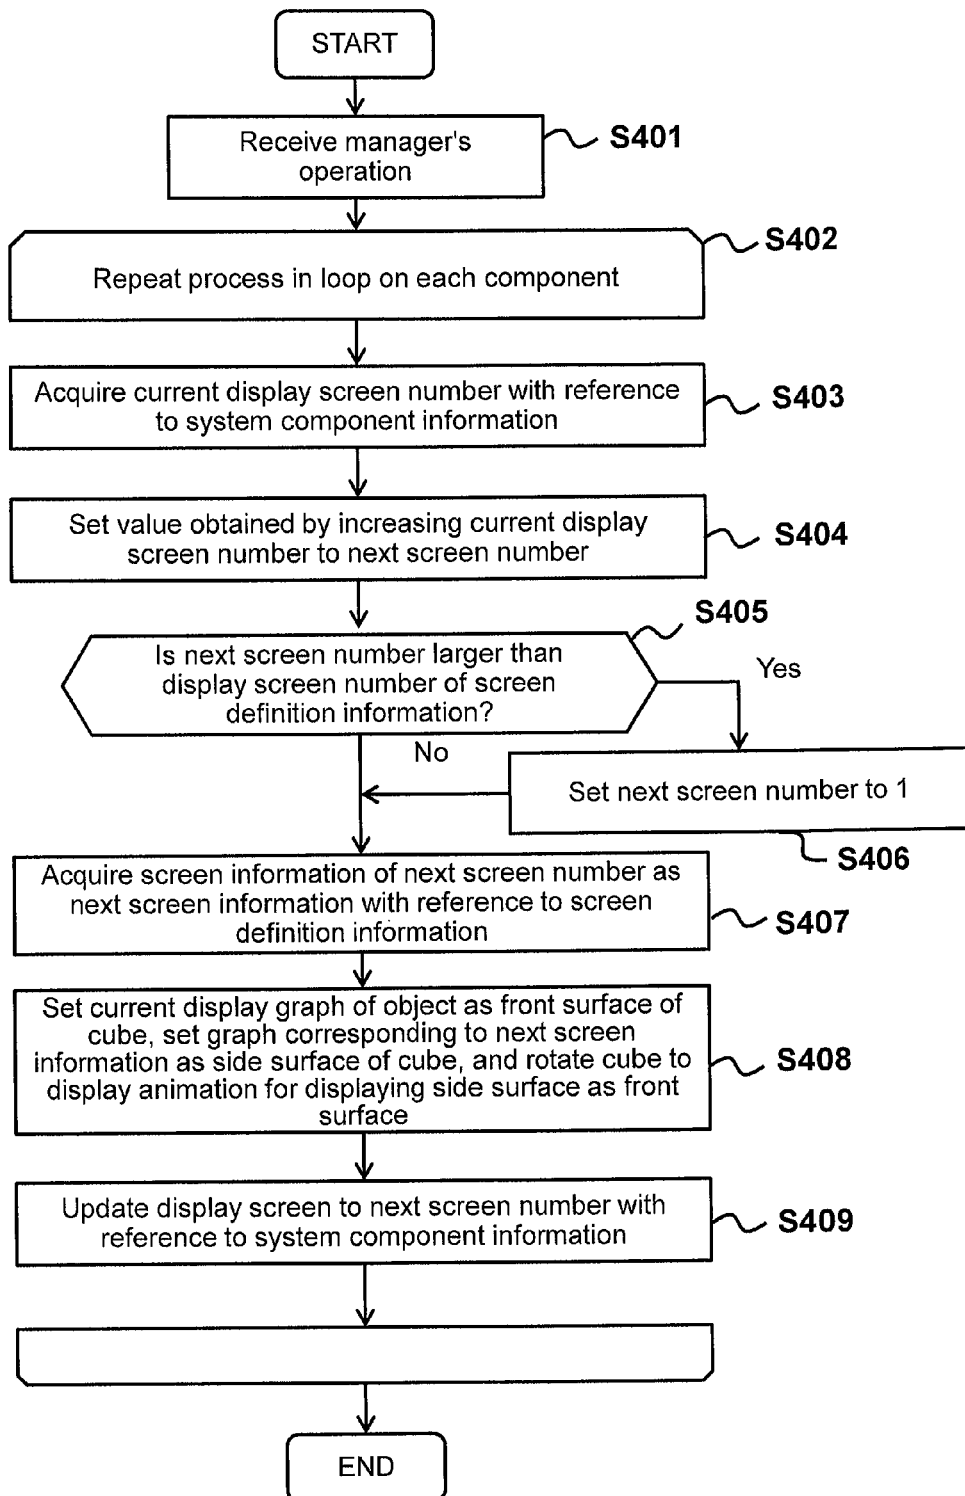 START
Receive manager's
operation
S401
S402
Repeat process in loop on each component
Acquire current display screen number with reference
to system component information
S403
Set value obtained by increasing current display
screen number to next screen number
S404
S405
Is next screen number larger than
display screen number of screen
definition information?
Yes
No
Set next screen number to 1
S406
Acquire screen information of next screen number as
next screen information with reference to screen
definition information
S407
Set current display graph of object as front surface of
cube, set graph corresponding to next screen
information as side surface of cube, and rotate cube to
display animation for displaying side surface as front
surface
S408
Update display screen to next screen number with
reference to system component information
S409
END